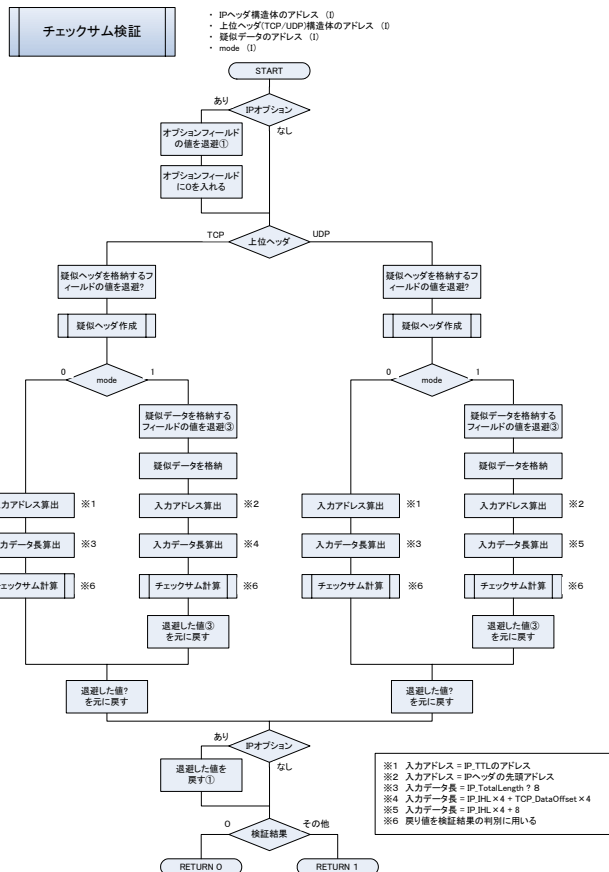 チェックサム検証
・ IPヘッダ構造体のアドレス (I)
・ 上位ヘッダ(TCP/UDP)構造体のアドレス (I)
・ 疑似データのアドレス (I)
・ mode (I)
START
あり
IPオプション
なし
オプションフィールド
の値を退避①
オプションフィールド
に0を入れる
TCP
上位ヘッダ
UDP
疑似ヘッダを格納するフ
ィールドの値を退避?
疑似ヘッダを格納するフ
ィールドの値を退避?
疑似ヘッダ作成
疑似ヘッダ作成
0
mode
1
0
mode
1
疑似データを格納する
フィールドの値を退避③
疑似データを格納する
フィールドの値を退避③
疑似データを格納
疑似データを格納
力アドレス算出
※1
入力アドレス算出
※2
入力アドレス算出
※1
入力アドレス算出
※2
力データ長算出
※3
入力データ長算出
※4
入力データ長算出
※3
入力データ長算出
※5
チェックサム計算
※6
チェックサム計算
※6
チェックサム計算
※6
チェックサム計算
※6
退避した値③
を元に戻す
退避した値③
を元に戻す
退避した値?
を元に戻す
退避した値?
を元に戻す
あり
IPオプション
なし
退避した値を
戻す①
※1 入力アドレス = IP_TTLのアドレス
※2 入力アドレス = IPヘッダの先頭アドレス
※3 入力データ長 = IP_TotalLength ? 8
※4 入力データ長 = IP_IHL×4 + TCP_DataOffset×4
※5 入力データ長 = IP_IHL×4 + 8
※6 戻り値を検証結果の判別に用いる
0
検証結果
その他
RETURN 0
RETURN 1